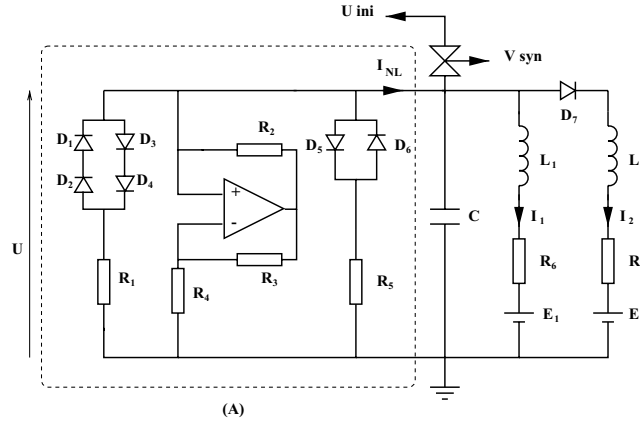 U ini
V syn
I NL
D7
R2
D1
D3
D5
D6
D2
D4
+
-
L1
L
U
C
I1
I2
R1
R4
R3
R5
R6
R
E1
E
(A)